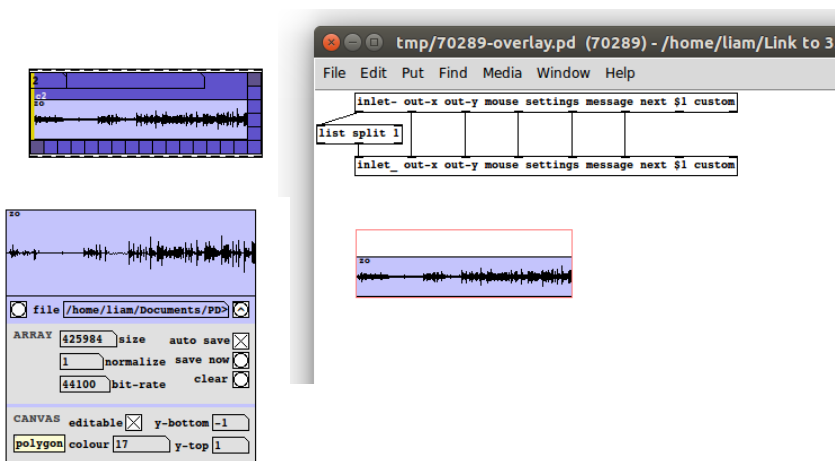 2
c2
zo
zo
file /home/liam/Documents/PD>
ARRAY 425984 size auto save
1 normalize save now
44100 bit-rate clear
CANVAS editable y-bottom -1
polygon colour 17 y-top 1
tmp/70289-overlay.pd (70289) - /home/liam/Link to 3
File Edit Put Find Media Window Help
inlet- out-x out-y mouse settings message next $1 custom
list split 1
inlet_ out-x out-y mouse settings message next $1 custom
zo